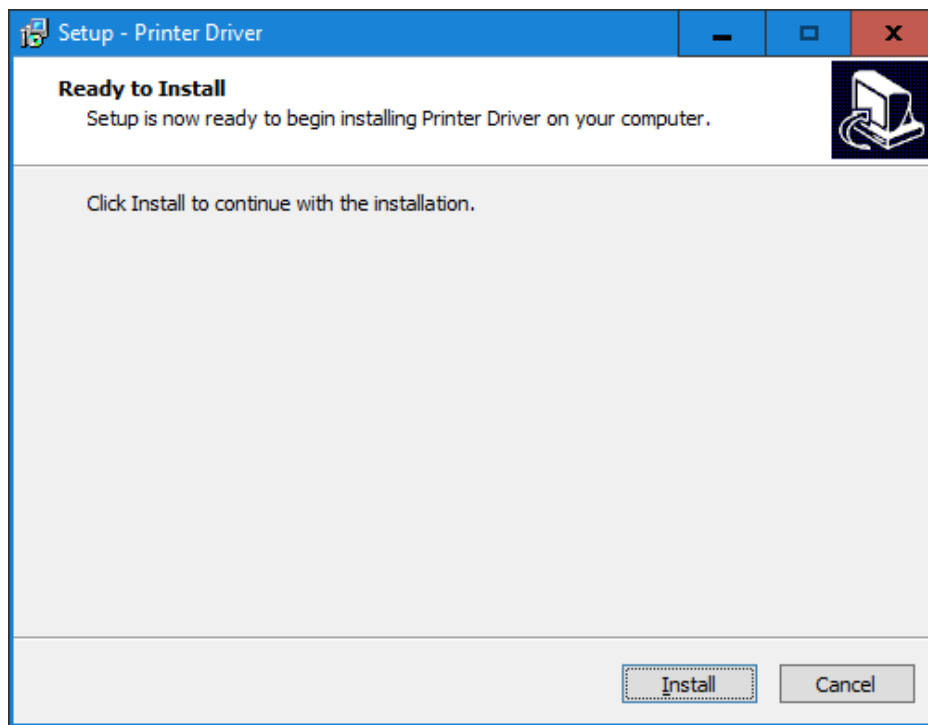 Setup - Printer Driver
Ready to Install
Setup is now ready to begin installing Printer Driver on your computer.
Click Install to continue with the installation.
Install
Cancel